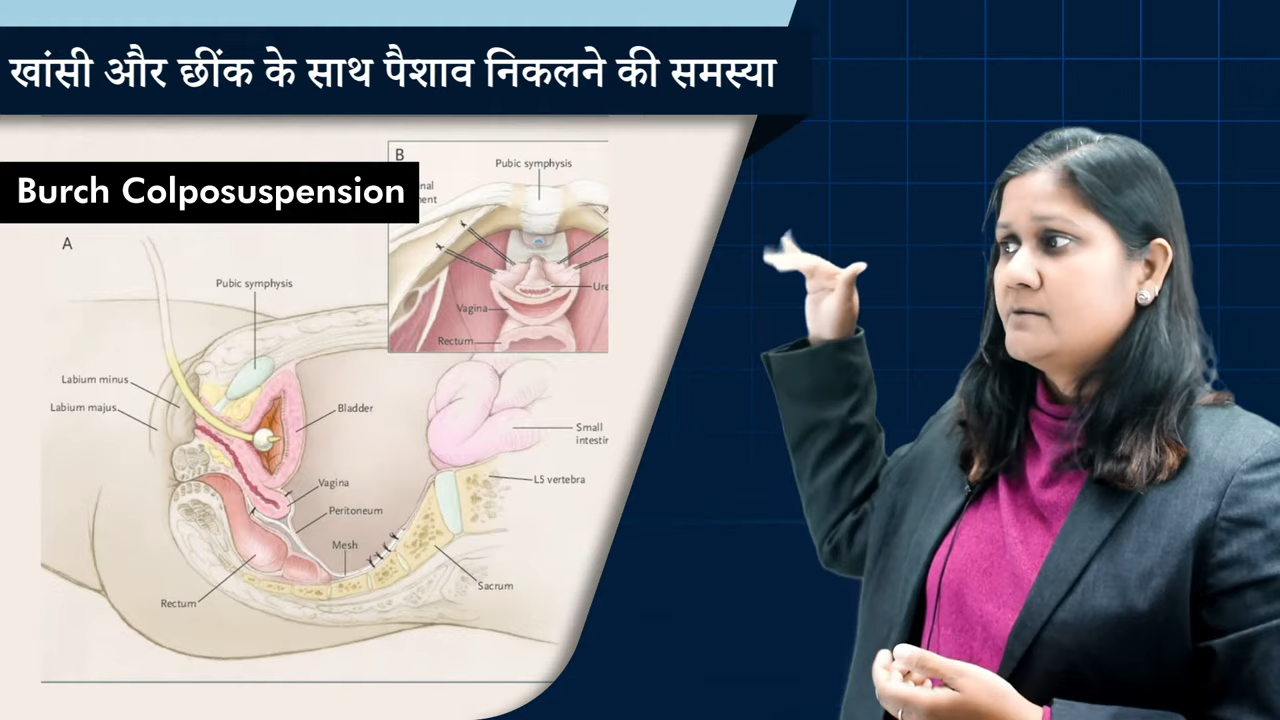 खांसी और छींक के साथ पैशाव निकलने की समस्या
Burch Colposuspension
B
Pubic symphysis
Vagina
Rectum
A
Pubic symphysis
Labium minus
Labium majus
Bladder
Small
L5 vertebra
Vagina
Peritoneum
Mesh
Sacrum
Rectum